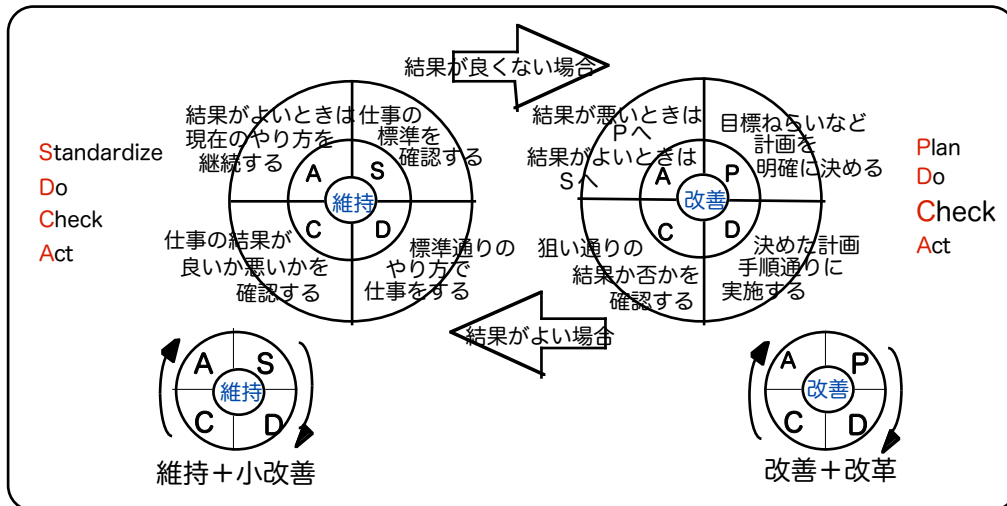 結果が良くない場合
Standardize
Do
Check
Act
結果がよいときは
現在のやり方を
継続する
仕事の
標準を
確認する
A
S
維持
C
D
仕事の結果が
良いか悪いかを
確認する
標準通りの
やり方で
仕事をする
結果が悪いときは
Pへ
結果がよいときは
Sへ
目標ねらいなど
計画を
明確に決める
A
P
改善
C
D
狙い通りの
結果か否かを
確認する
決めた計画
手順通りに
実施する
Plan
Do
Check
Act
結果がよい場合
A
S
維持
C
D
維持＋小改善
A
P
改善
C
D
改善＋改革